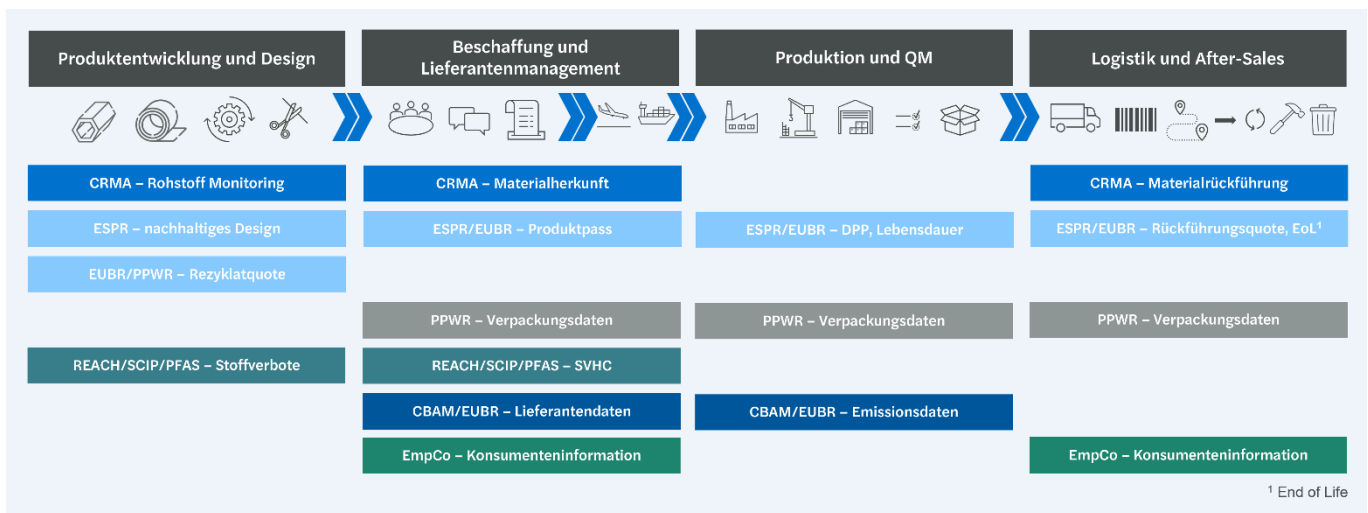 Produktentwicklung und Design
Beschaffung und
Lieferantenmanagement
Produktion und QM
Logistik und After-Sales
CRMA – Rohstoff Monitoring
CRMA – Materialherkunft
CRMA – Materialrückführung
ESPR – nachhaltiges Design
ESPR/EUBR – Produktpass
ESPR/EUBR – DPP, Lebensdauer
ESPR/EUBR – Rückführungsquote, EoL¹
EUBR/PPWR – Rezyklatquote
PPWR – Verpackungsdaten
PPWR – Verpackungsdaten
PPWR – Verpackungsdaten
REACH/SCIP/PFAS – Stoffverbote
REACH/SCIP/PFAS – SVHC
CBAM/EUBR – Lieferantendaten
CBAM/EUBR – Emissionsdaten
EmpCo – Konsumenteninformation
EmpCo – Konsumenteninformation
¹ End of Life